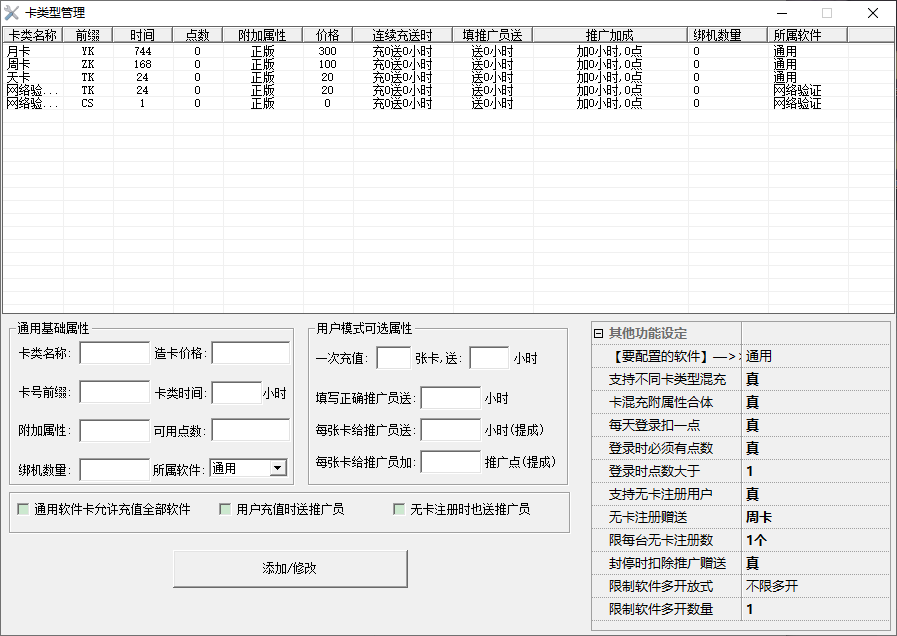 卡类型管理
卡类名称 前缀 时间 点数 附加属性 价格 连续充送时 填推广员送 推广加成 绑机数量 所属软件
月卡 YK 744 0 正版 300 充0送0小时 送0小时 加0小时,0点 0 通用
周卡 ZK 168 0 正版 100 充0送0小时 送0小时 加0小时,0点 0 通用
天卡 TK 24 0 正版 20 充0送0小时 送0小时 加0小时,0点 0 通用
网络验... TK 24 0 正版 20 充0送0小时 送0小时 加0小时,0点 0 网络验证
网络验... CS 1 0 正版 0 充0送0小时 送0小时 加0小时,0点 0 网络验证
通用基础属性
卡类名称: 造卡价格:
卡号前缀: 卡类时间: 小时
附加属性: 可用点数:
绑机数量: 所属软件: 通用
用户模式可选属性
一次充值: 张卡,送: 小时
填写正确推广员送: 小时
每张卡给推广员送: 小时(提成)
每张卡给推广员加: 推广点(提成)
通用软件卡允许充值全部软件 用户充值时送推广员 无卡注册时也送推广员
添加/修改
其他功能设定
【要配置的软件】—>> 通用
支持不同卡类型混充 真
卡混充附属性合体 真
每天登录扣一点 真
登录时必须有点数 真
登录时点数大于 1
支持无卡注册用户 真
无卡注册赠送 周卡
限每台无卡注册数 1个
封停时扣除推广赠送 真
限制软件多开放式 不限多开
限制软件多开数量 1